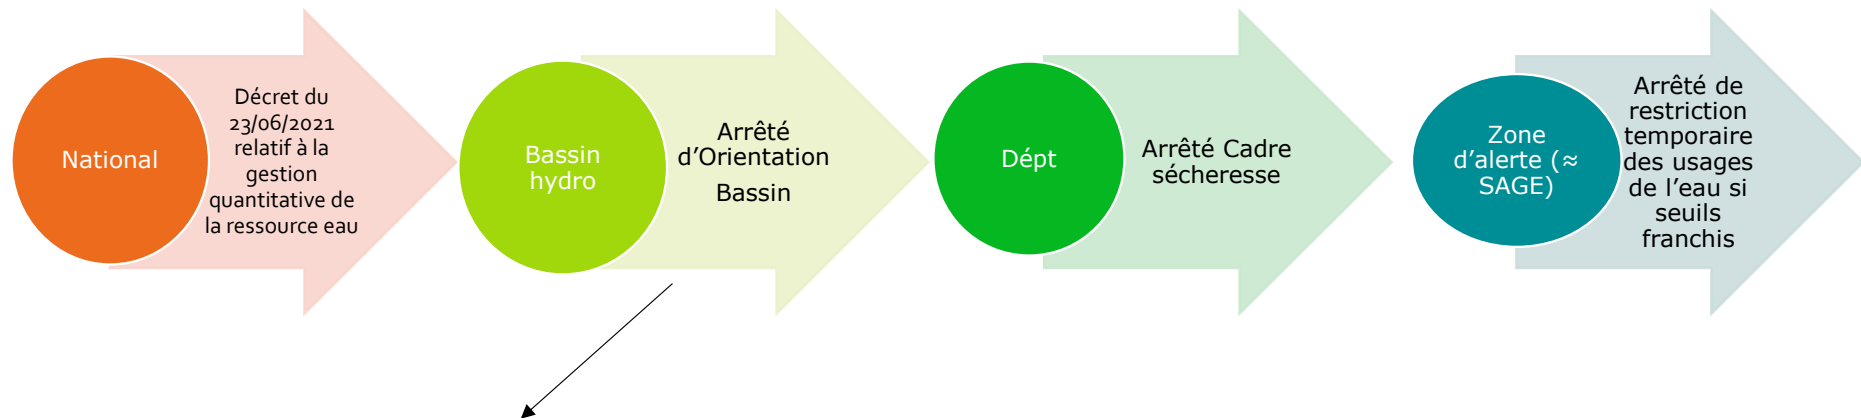 National
Décret du
23/06/2021
relatif à la
gestion
quantitative de
la ressource eau
Bassin
hydro
Arrêté
d’Orientation
Bassin
Dépt
Arrêté Cadre
sécheresse
Zone
d’alerte (≈
SAGE)
Arrêté de
restriction
temporaire
des usages
de l’eau si
seuils
franchis